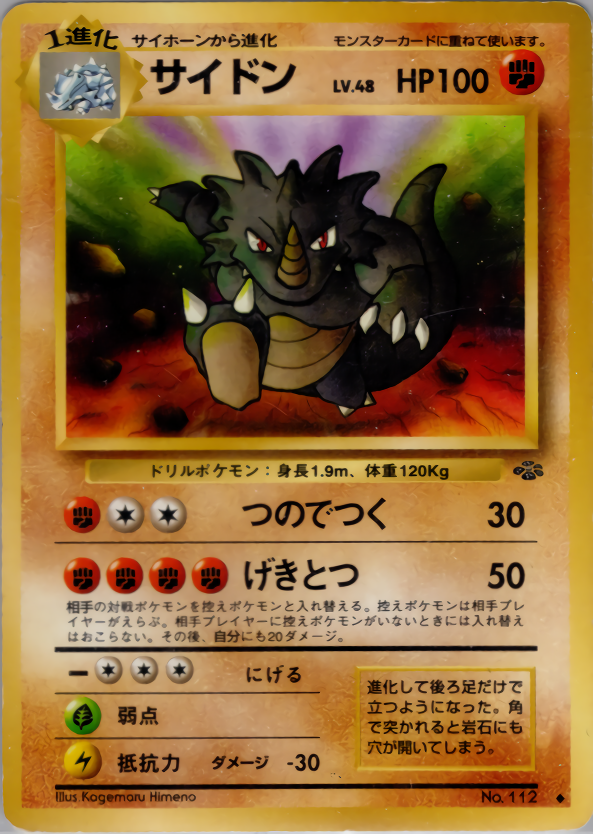 1進化 サイホーンから進化 モンスターカードに重ねて使います。
サイドン LV.48 HP100
ドリルポケモン:身長1.9m、体重120Kg
つのでつく 30
げきとつ 50
相手の対戦ポケモンを控えポケモンと入れ替える。控えポケモンは相手プレ
イヤーがえらぶ。相手プレイヤーに控えポケモンがいないときには入れ替え
はおこらない。その後、自分にも20ダメージ。
ー にげる
弱点
抵抗力 ダメージ -30
進化して後ろ足だけで
立つようになった。角
で突かれると岩石にも
穴が開いてしまう。
Illus.Kagemaru Himeno No. 112